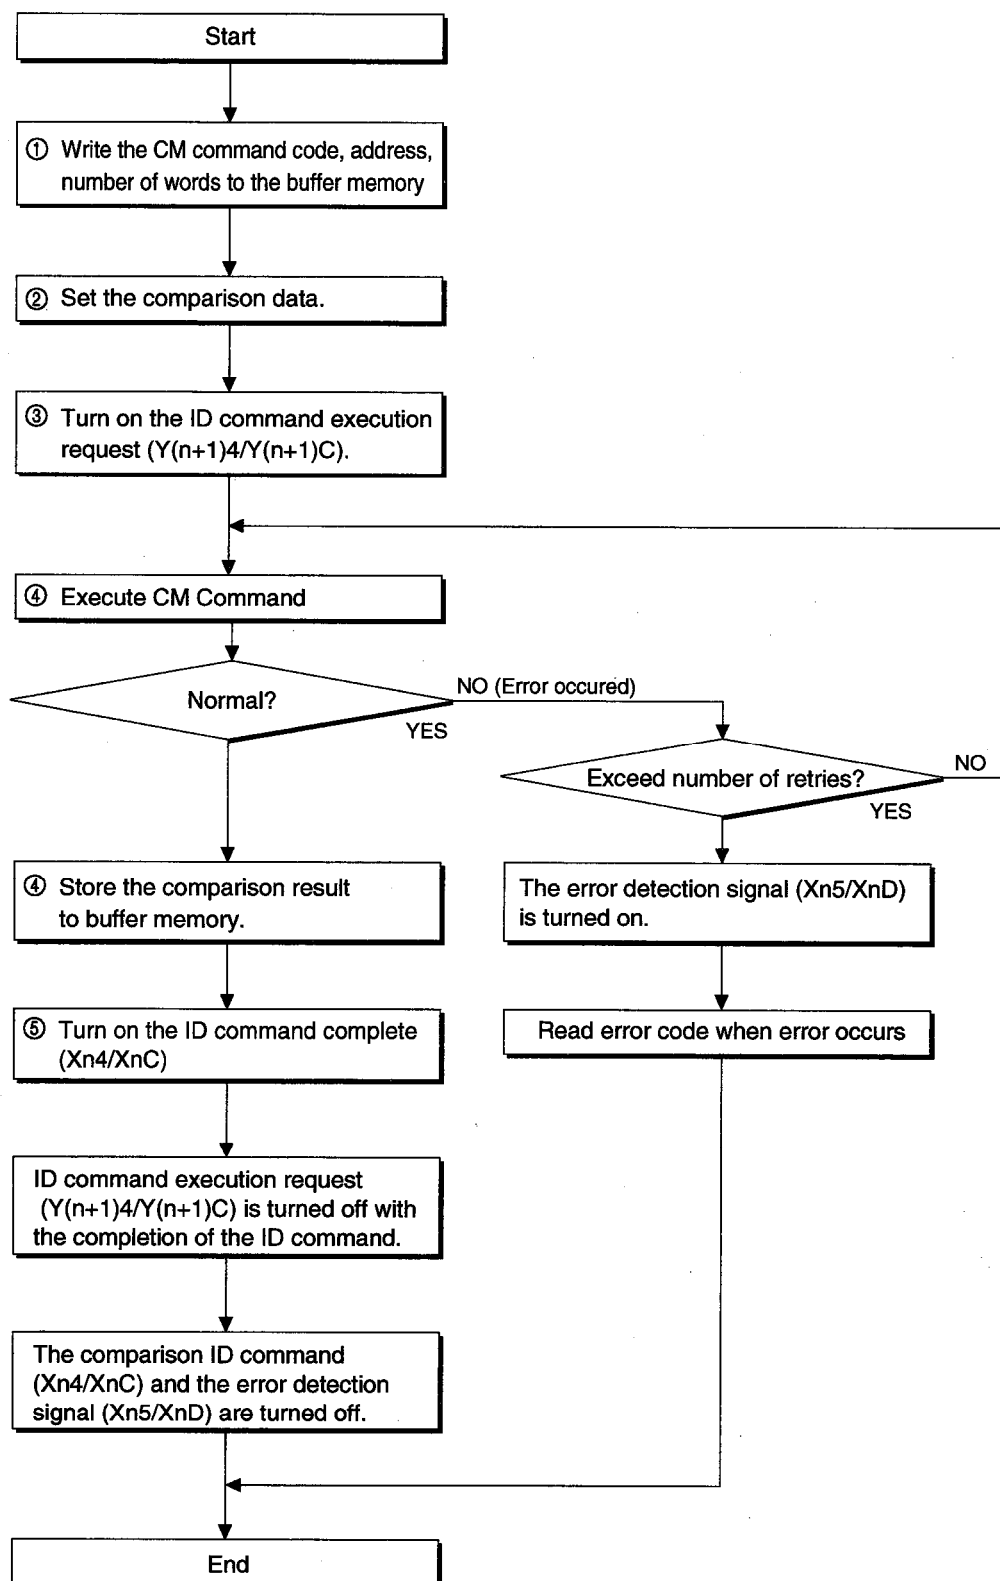 Start
① Write the CM command code, address,
number of words to the buffer memory
② Set the comparison data.
③ Turn on the ID command execution
request (Y(n+1)4/Y(n+1)C).
④ Execute CM Command
Normal?
NO (Error occured)
YES
Exceed number of retries?
NO
YES
④ Store the comparison result
to buffer memory.
The error detection signal (Xn5/XnD)
is turned on.
⑤ Turn on the ID command complete
(Xn4/XnC)
Read error code when error occurs
ID command execution request
(Y(n+1)4/Y(n+1)C) is turned off with
the completion of the ID command.
The comparison ID command
(Xn4/XnC) and the error detection
signal (Xn5/XnD) are turned off.
End